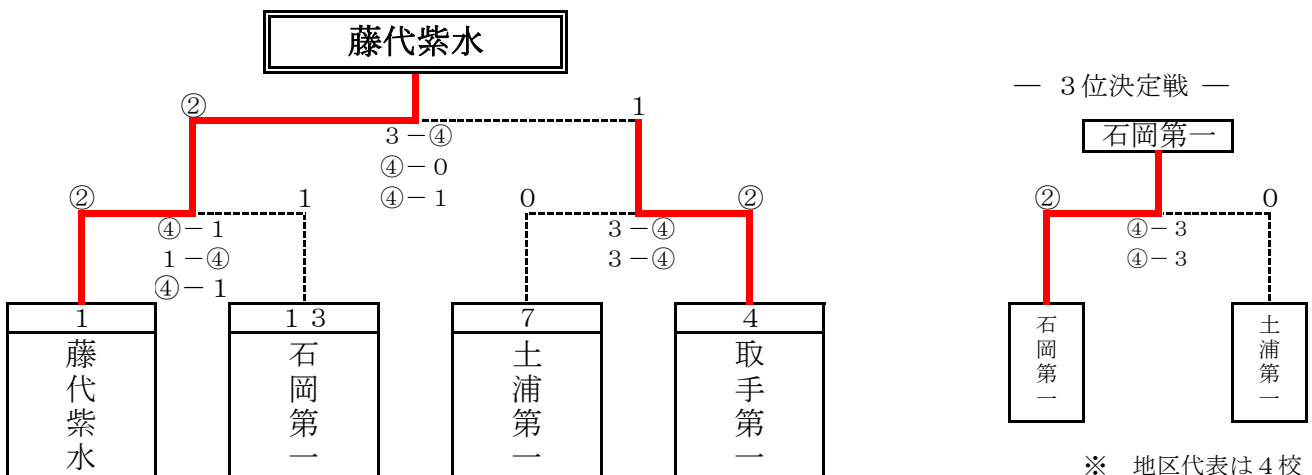 藤代紫水
② 1
3-④
④-0
④-1
② 1 0 ②
④-1
1-④
④-1
3-④
3-④
1
13
7
4
藤代紫水
石岡第一
土浦第一
取手第一
― 3位決定戦 ―
石岡第一
② 0
④-3
④-3
石岡第一
土浦第一
※ 地区代表は4校